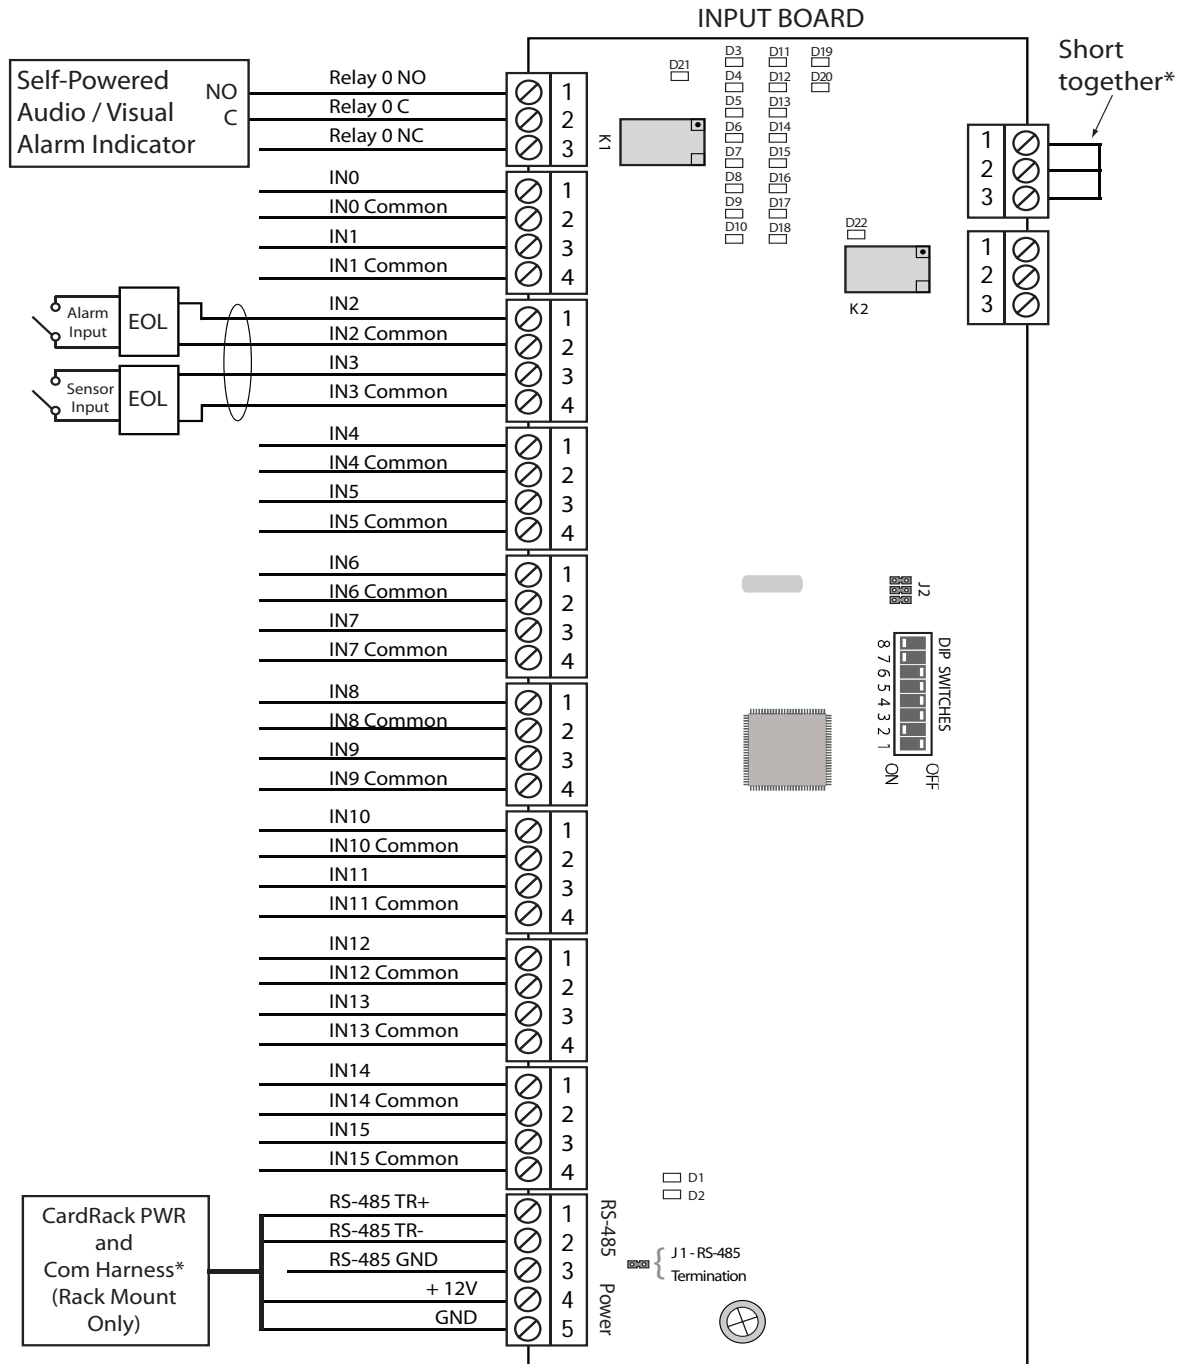 INPUT BOARD
Self-Powered
Audio / Visual
Alarm Indicator
NO
C
Relay 0 NO
Relay 0 C
Relay 0 NC
1
2
3
K1
D21
D3
D4
D5
D6
D7
D8
D9
D10
D11
D12
D13
D14
D15
D16
D17
D18
D19
D20
D22
K2
Short
together*
1
2
3
1
2
3
IN0
IN0 Common
IN1
IN1 Common
1
2
3
4
Alarm
Input
EOL
Sensor
Input
EOL
IN2
IN2 Common
IN3
IN3 Common
1
2
3
4
IN4
IN4 Common
IN5
IN5 Common
1
2
3
4
IN6
IN6 Common
IN7
IN7 Common
1
2
3
4
J2
DIP SWITCHES
8 7 6 5 4 3 2 1
ON
OFF
IN8
IN8 Common
IN9
IN9 Common
1
2
3
4
IN10
IN10 Common
IN11
IN11 Common
1
2
3
4
IN12
IN12 Common
IN13
IN13 Common
1
2
3
4
IN14
IN14 Common
IN15
IN15 Common
1
2
3
4
D1
D2
CardRack PWR
and
Com Harness*
(Rack Mount
Only)
RS-485 TR+
RS-485 TR-
RS-485 GND
+ 12V
GND
1
2
3
4
5
RS-485 Power
J1 - RS-485
Termination